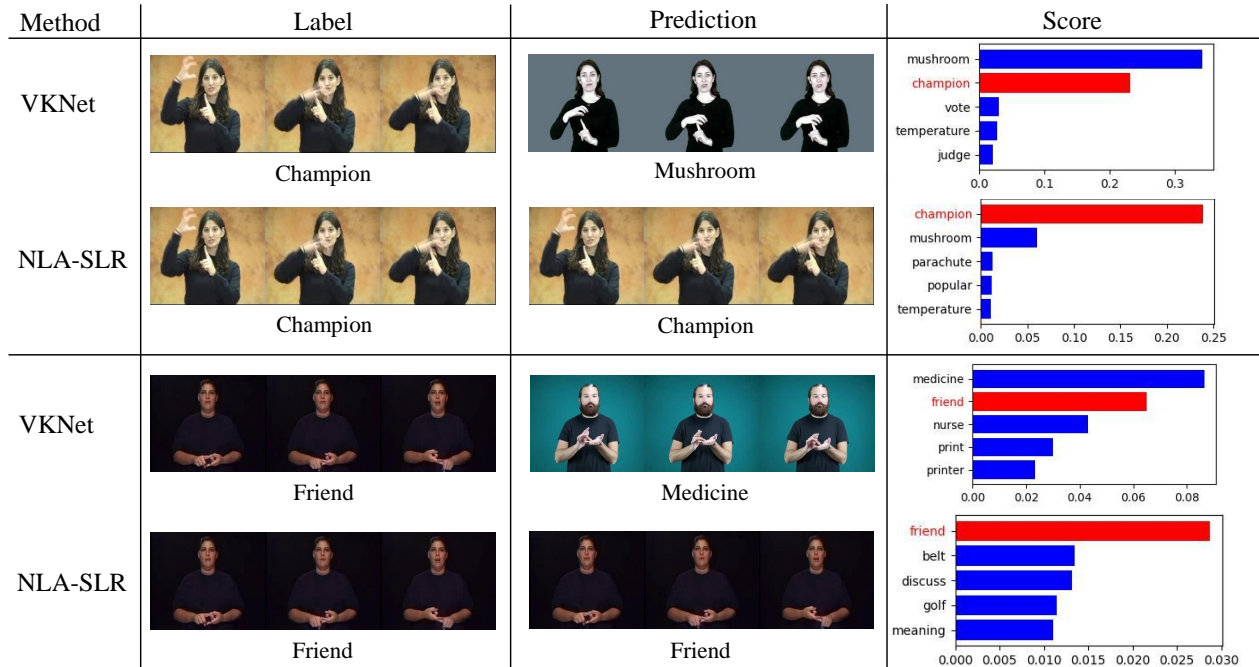 Method Label Prediction Score
VKNet
Champion
Mushroom
mushroom
champion
vote
temperature
judge
0.0 0.1 0.2 0.3
NLA-SLR
Champion
Champion
champion
mushroom
parachute
popular
temperature
0.00 0.05 0.10 0.15 0.20 0.25
VKNet
Friend
Medicine
medicine
friend
nurse
print
printer
0.00 0.02 0.04 0.06 0.08
NLA-SLR
Friend
Friend
friend
belt
discuss
golf
meaning
0.000 0.005 0.010 0.015 0.020 0.025 0.030